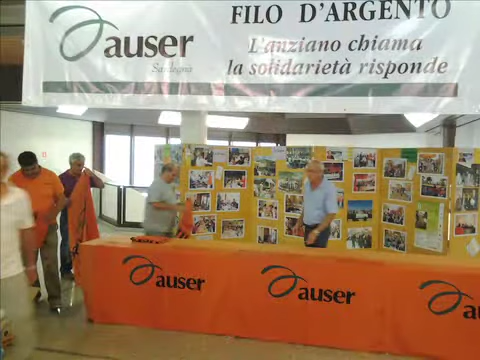 auser
Sardegna
FILO D'ARGENTO
L'anziano chiama
la solidarietà risponde
auser
auser
au